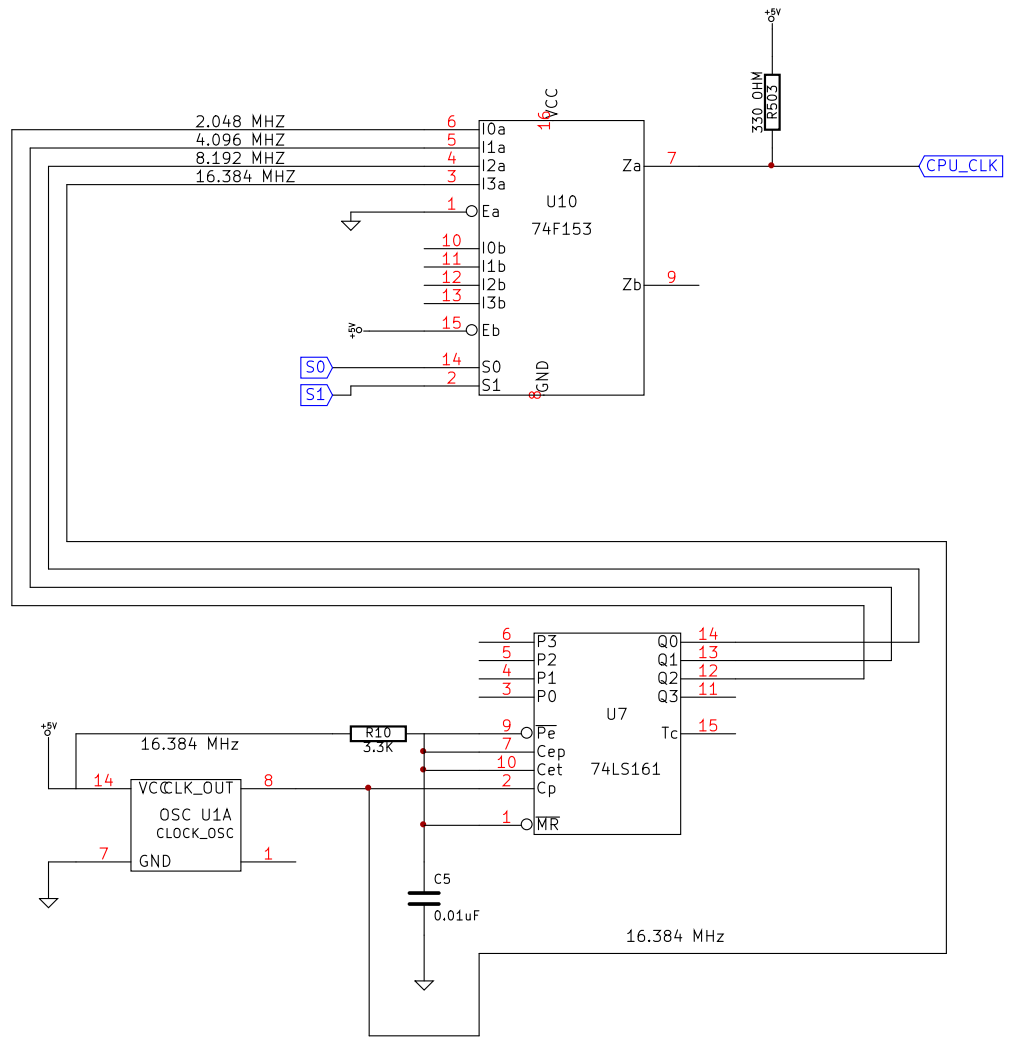 +5V
330 OHM
R503
VCC
16
2.048 MHZ
6
I0a
4.096 MHZ
5
I1a
8.192 MHZ
4
I2a
Za
7
CPU_CLK
16.384 MHZ
3
I3a
1
Ea
U10
74F153
10
I0b
11
I1b
12
I2b
Zb
9
13
I3b
+5V
15
Eb
S0
14
S0
S1
2
S1
GND
8
6
P3
Q0
14
5
P2
Q1
13
4
P1
Q2
12
3
P0
Q3
11
U7
+5V
R10
3.3K
16.384 MHz
9
Pe
Tc
15
7
Cep
10
Cet
74LS161
14
VCC
CLK_OUT
8
2
Cp
OSC U1A
CLOCK_OSC
1
MR
7
GND
1
C5
0.01uF
16.384 MHz